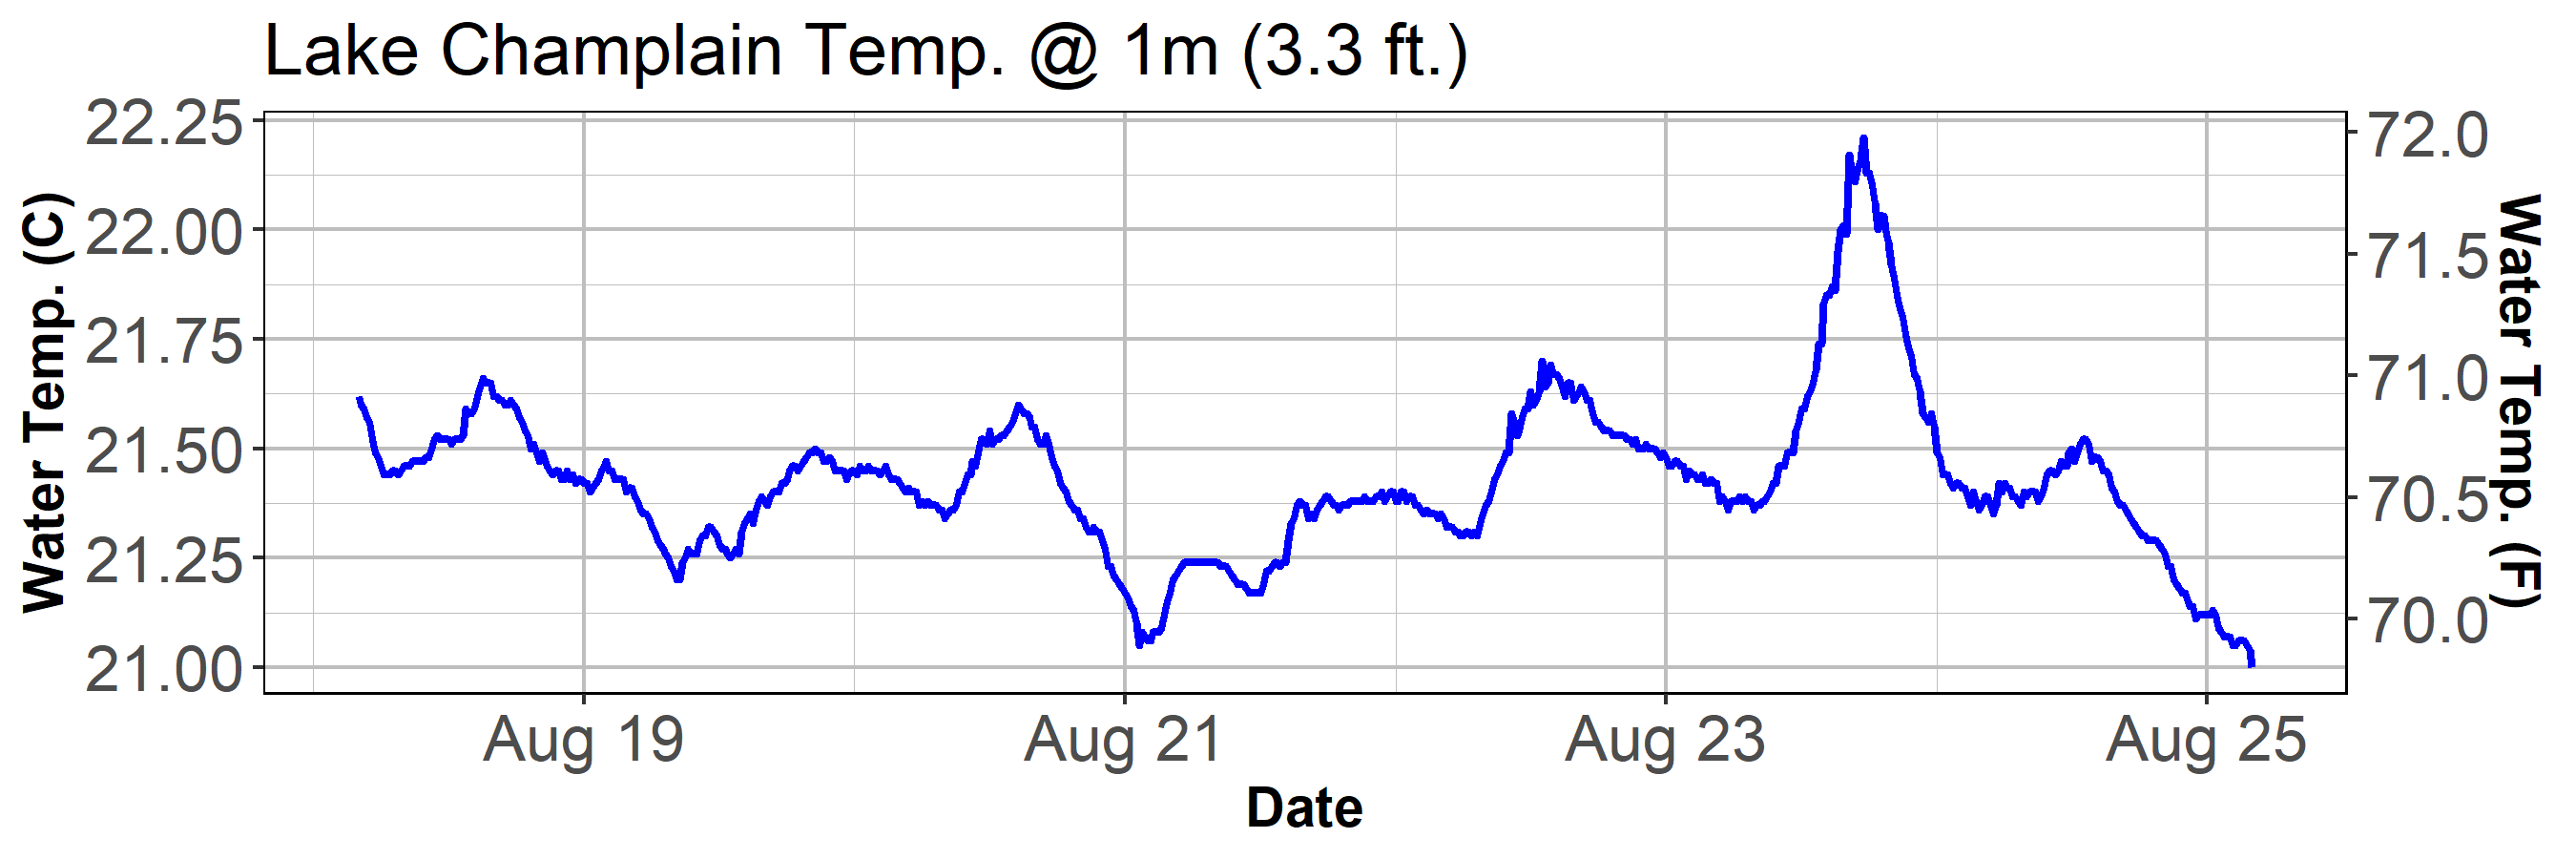 Lake Champlain Temp. @ 1m (3.3 ft.)
Water Temp. (C)
22.25
22.00
21.75
21.50
21.25
21.00
72.0
71.5
71.0
70.5
70.0
Water Temp. (F)
Aug 19 Aug 21 Aug 23 Aug 25
Date